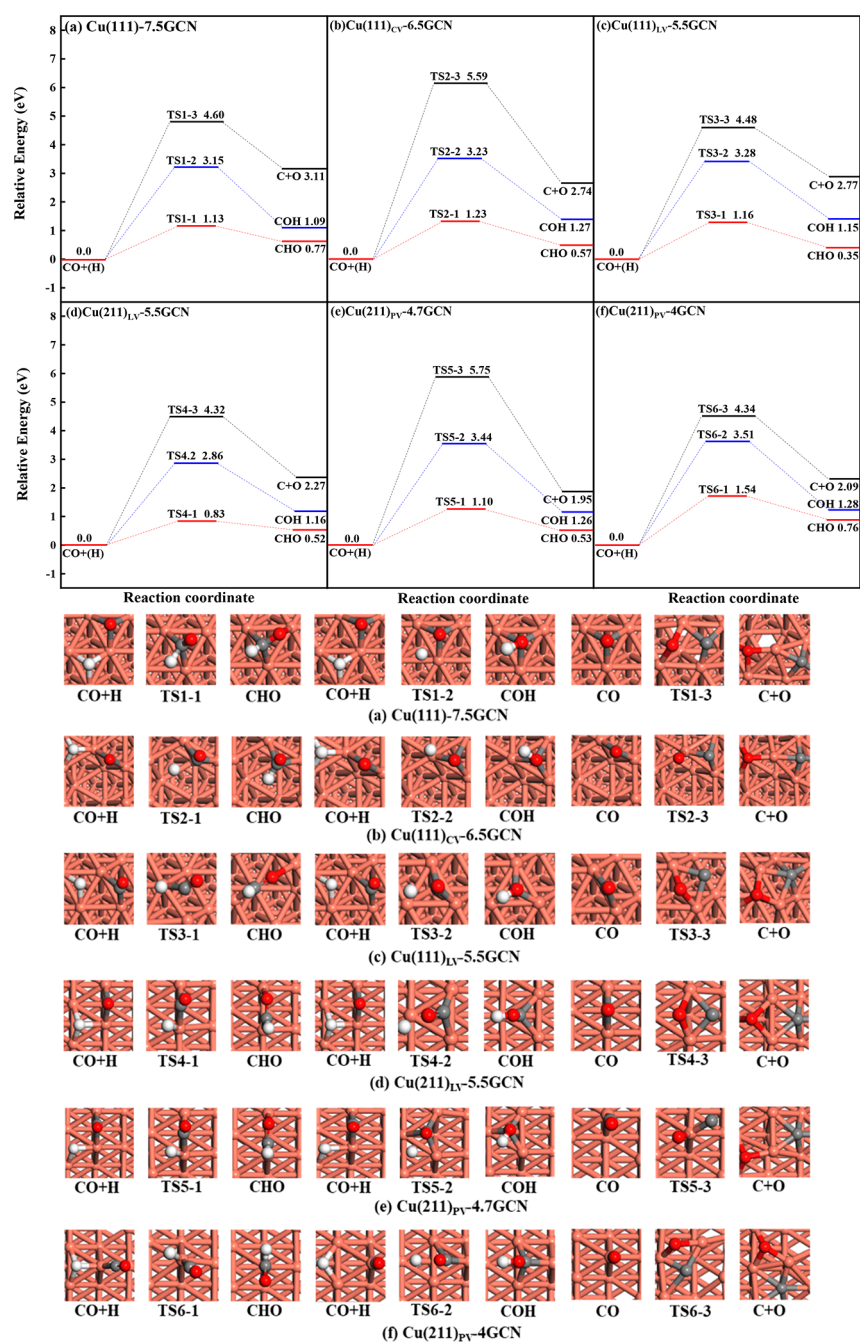 (a) Cu(111)-7.5GCN (b)Cu(111)CV-6.5GCN (c)Cu(111)LV-5.5GCN
8
7
6
5
4
3
2
1
0
-1
Relative Energy (eV)
TS1-3 4.60
TS1-2 3.15
C+O 3.11
TS1-1 1.13
COH 1.09
0.0
CHO 0.77
CO+(H)
TS2-3 5.59
TS2-2 3.23
C+O 2.74
TS2-1 1.23
COH 1.27
0.0
CHO 0.57
CO+(H)
TS3-3 4.48
TS3-2 3.28
C+O 2.77
TS3-1 1.16
COH 1.15
0.0
CHO 0.35
CO+(H)
(d)Cu(211)LV-5.5GCN (e)Cu(211)PV-4.7GCN (f)Cu(211)PV-4GCN
8
7
6
5
4
3
2
1
0
-1
Relative Energy (eV)
TS4-3 4.32
TS4.2 2.86
C+O 2.27
TS4-1 0.83
COH 1.16
0.0
CHO 0.52
CO+(H)
TS5-3 5.75
TS5-2 3.44
C+O 1.95
TS5-1 1.10
COH 1.26
0.0
CHO 0.53
CO+(H)
TS6-3 4.34
TS6-2 3.51
C+O 2.09
TS6-1 1.54
COH 1.28
0.0
CHO 0.76
CO+(H)
Reaction coordinate Reaction coordinate Reaction coordinate
CO+H TS1-1 CHO CO+H TS1-2 COH CO TS1-3 C+O
(a) Cu(111)-7.5GCN
CO+H TS2-1 CHO CO+H TS2-2 COH CO TS2-3 C+O
(b) Cu(111)CV-6.5GCN
CO+H TS3-1 CHO CO+H TS3-2 COH CO TS3-3 C+O
(c) Cu(111)LV-5.5GCN
CO+H TS4-1 CHO CO+H TS4-2 COH CO TS4-3 C+O
(d) Cu(211)LV-5.5GCN
CO+H TS5-1 CHO CO+H TS5-2 COH CO TS5-3 C+O
(e) Cu(211)PV-4.7GCN
CO+H TS6-1 CHO CO+H TS6-2 COH CO TS6-3 C+O
(f) Cu(211)PV-4GCN